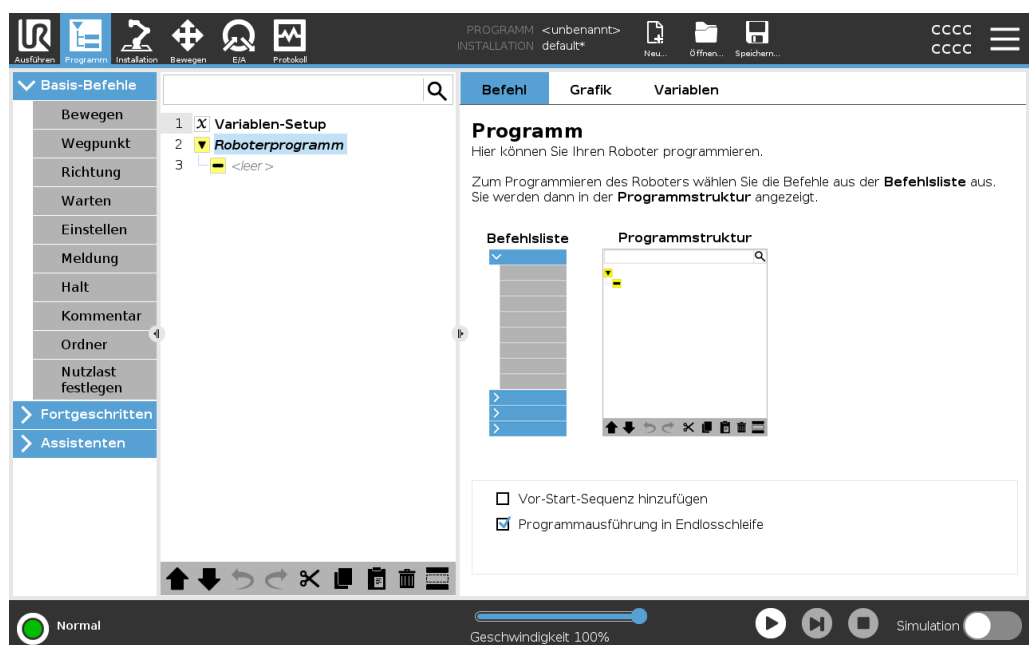 PROGRAMM <unbenannt>
INSTALLATION default*
cccc
cccc
Ausführen Programm Installation Bewegen E/A Protokoll Neu... Öffnen... Speichern...
Basis-Befehle
Bewegen
Wegpunkt
Richtung
Warten
Einstellen
Meldung
Halt
Kommentar
Ordner
Nutzlast
festlegen
Fortgeschritten
Assistenten
1 X Variablen-Setup
2 Roboterprogramm
3 <leer>
Befehl Grafik Variablen
Programm
Hier können Sie Ihren Roboter programmieren.
Zum Programmieren des Roboters wählen Sie die Befehle aus der Befehlsliste aus.
Sie werden dann in der Programmstruktur angezeigt.
Befehlsliste Programmstruktur
Vor-Start-Sequenz hinzufügen
Programmausführung in Endlosschleife
Normal
Geschwindigkeit 100%
Simulation